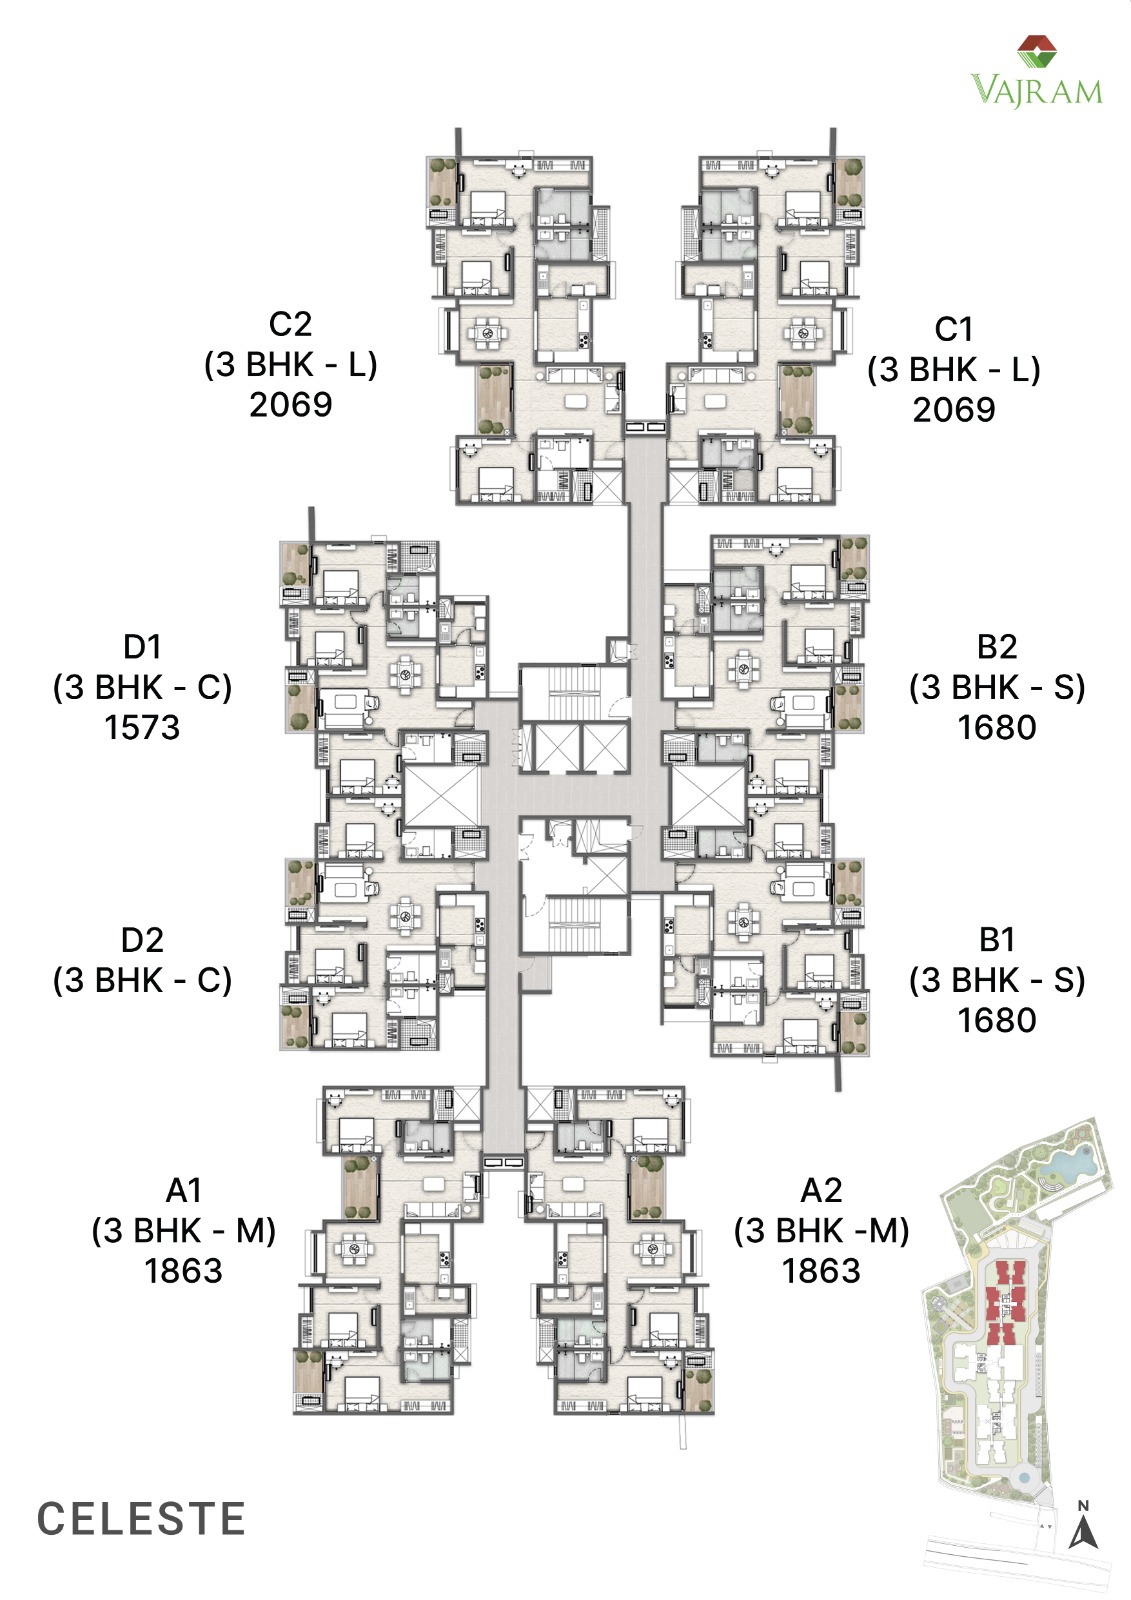 VAJRAM
C2
(3 BHK - L)
2069
C1
(3 BHK - L)
2069
D1
(3 BHK - C)
1573
B2
(3 BHK - S)
1680
D2
(3 BHK - C)
B1
(3 BHK - S)
1680
A1
(3 BHK - M)
1863
A2
(3 BHK -M)
1863
CELESTE
N